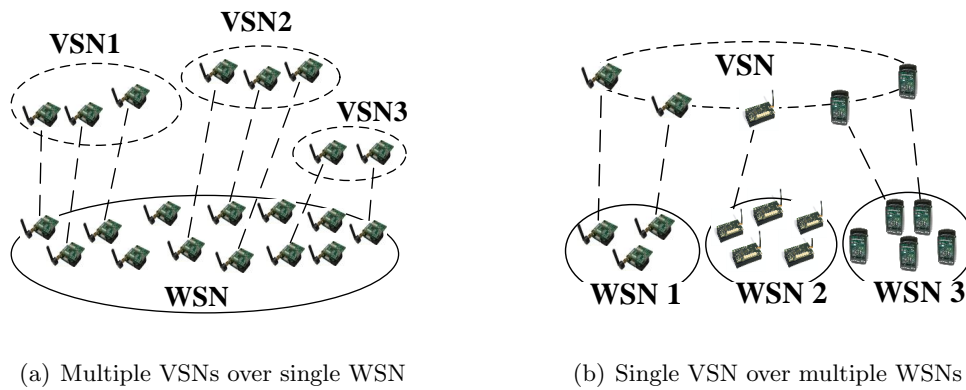 VSN1
VSN2
VSN3
WSN
(a) Multiple VSNs over single WSN
VSN
WSN 1
WSN 2
WSN 3
(b) Single VSN over multiple WSNs